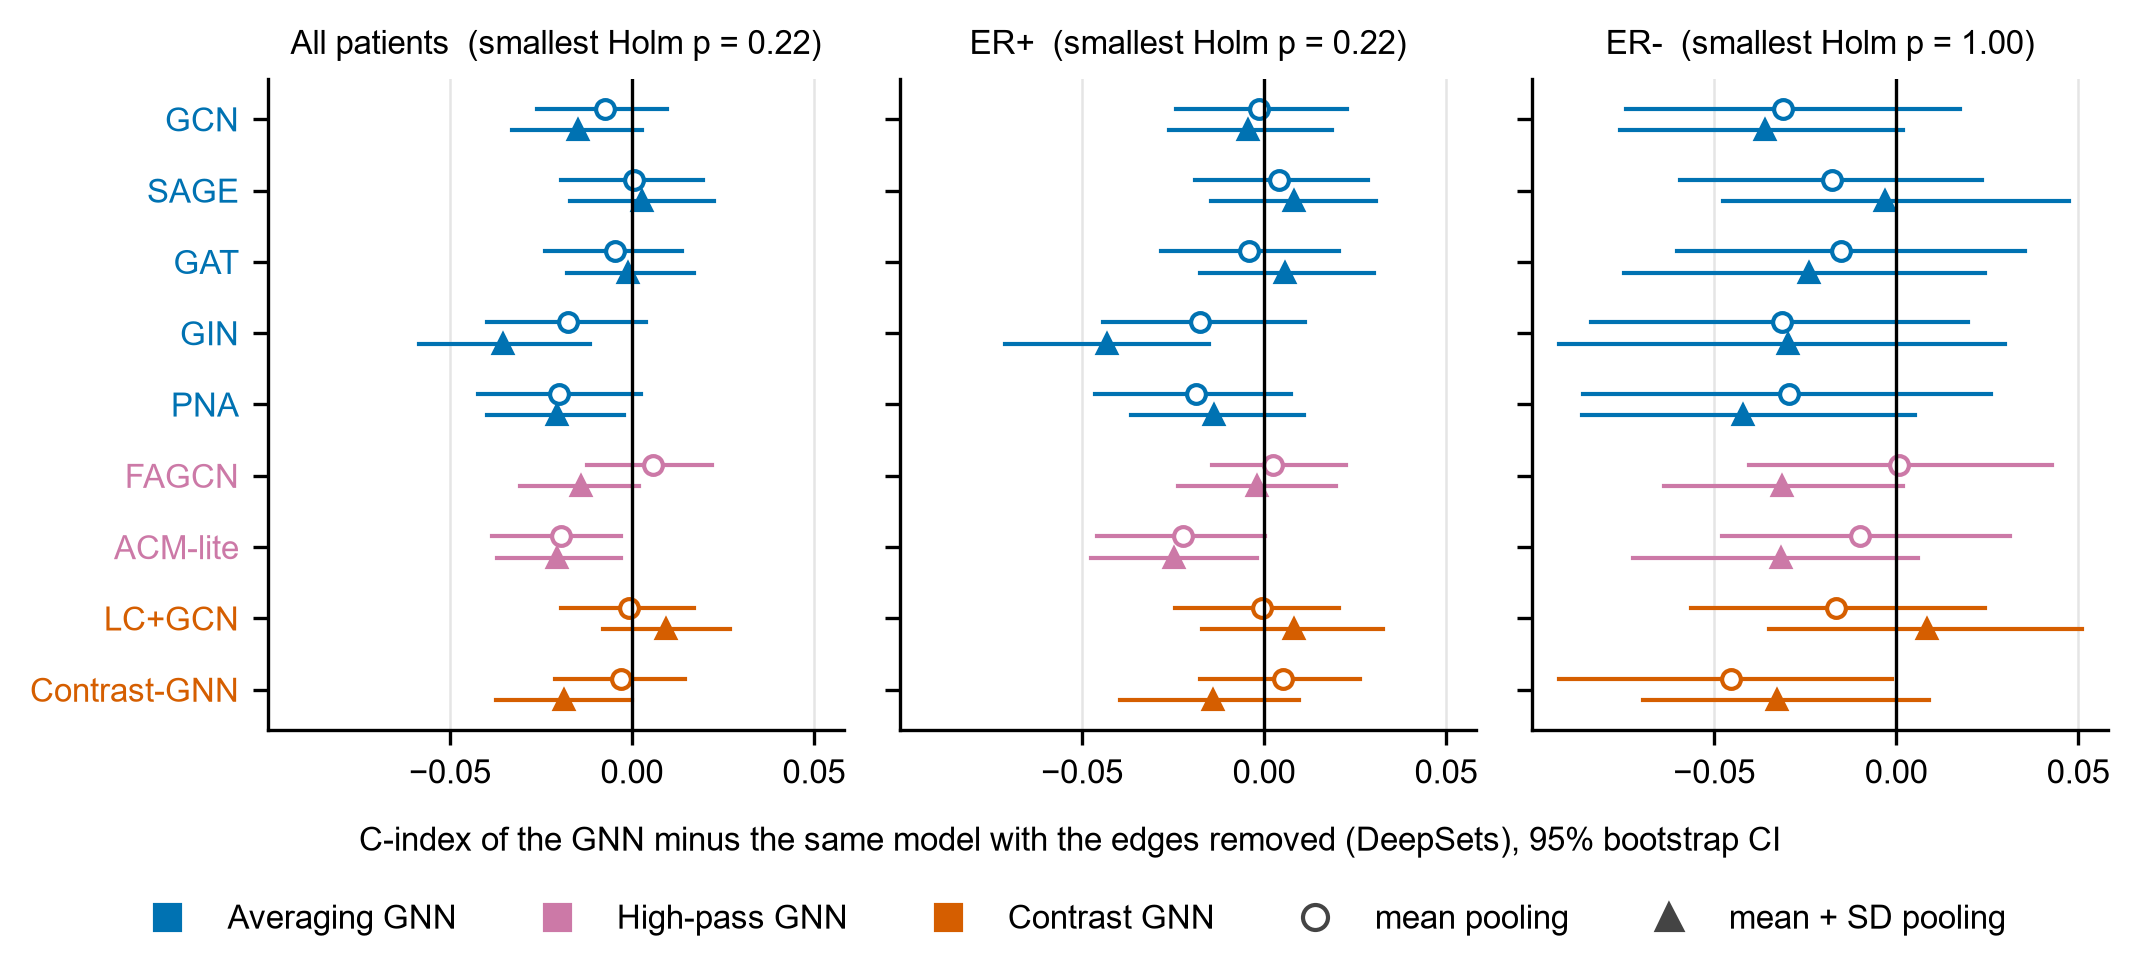 All patients  (smallest Holm p = 0.22)
ER+  (smallest Holm p = 0.22)
ER-  (smallest Holm p = 1.00)
GCN
SAGE
GAT
GIN
PNA
FAGCN
ACM-lite
LC+GCN
Contrast-GNN
−0.05 0.00 0.05
−0.05 0.00 0.05
−0.05 0.00 0.05
C-index of the GNN minus the same model with the edges removed (DeepSets), 95% bootstrap CI
Averaging GNN
High-pass GNN
Contrast GNN
mean pooling
mean + SD pooling